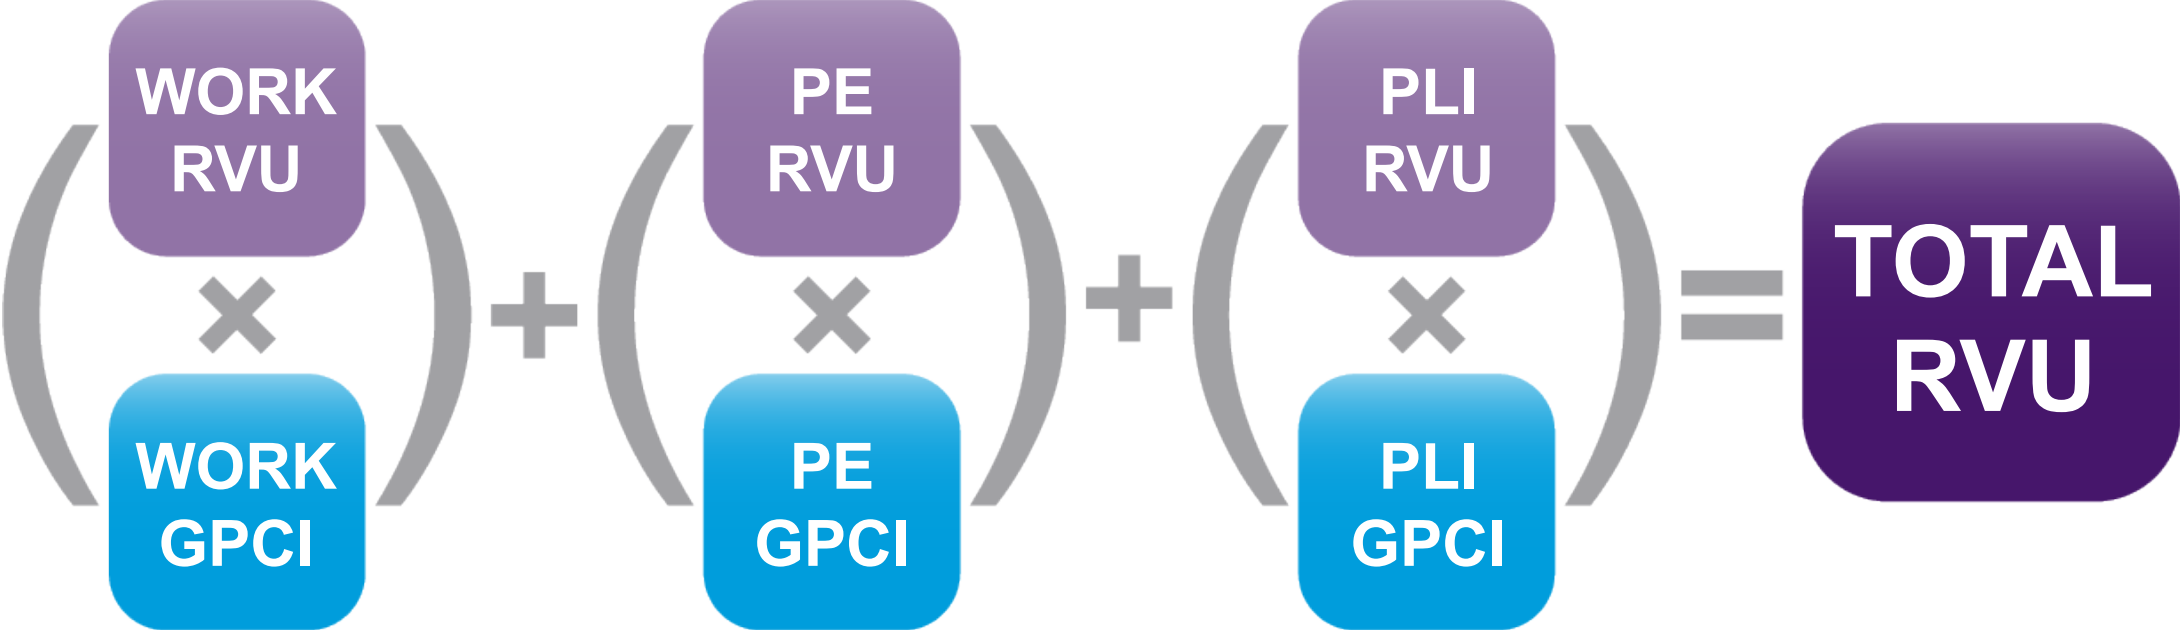 WORK
RVU
×
WORK
GPCI
+
PE
RVU
×
PE
GPCI
+
PLI
RVU
×
PLI
GPCI
=
TOTAL
RVU